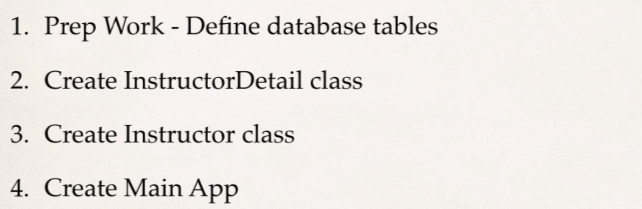 1. Prep Work - Define database tables
2. Create InstructorDetail class
3. Create Instructor class
4. Create Main App